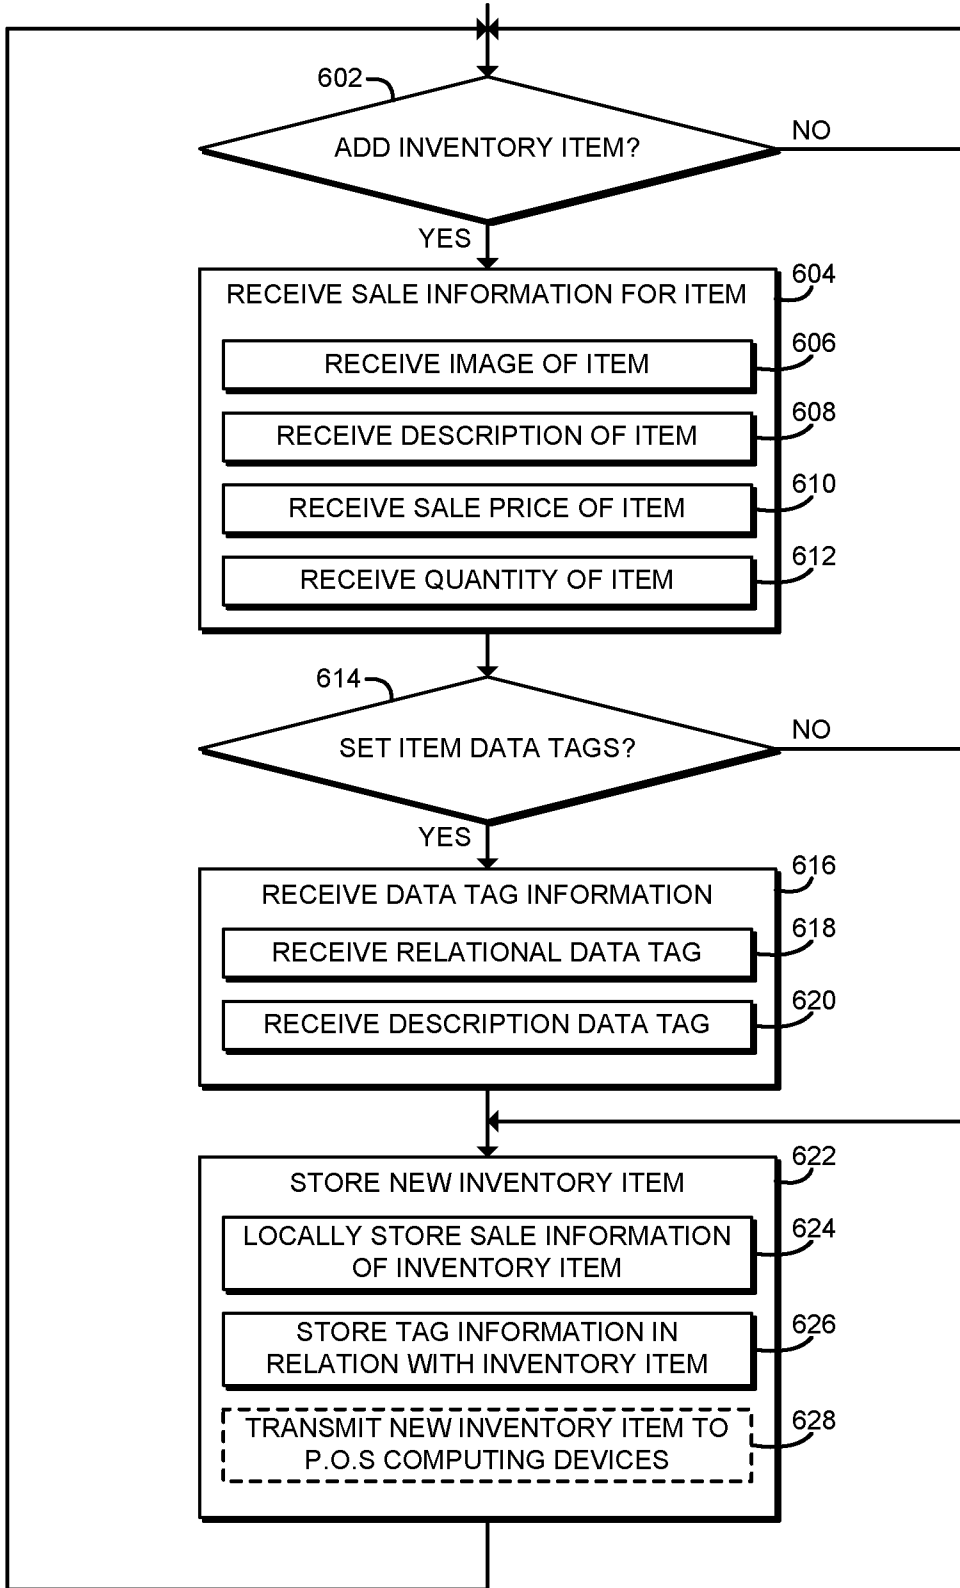 602
ADD INVENTORY ITEM?
NO
YES
604
RECEIVE SALE INFORMATION FOR ITEM
606
RECEIVE IMAGE OF ITEM
608
RECEIVE DESCRIPTION OF ITEM
610
RECEIVE SALE PRICE OF ITEM
612
RECEIVE QUANTITY OF ITEM
614
SET ITEM DATA TAGS?
NO
YES
616
RECEIVE DATA TAG INFORMATION
618
RECEIVE RELATIONAL DATA TAG
620
RECEIVE DESCRIPTION DATA TAG
622
STORE NEW INVENTORY ITEM
624
LOCALLY STORE SALE INFORMATION
OF INVENTORY ITEM
626
STORE TAG INFORMATION IN
RELATION WITH INVENTORY ITEM
628
TRANSMIT NEW INVENTORY ITEM TO
P.O.S COMPUTING DEVICES